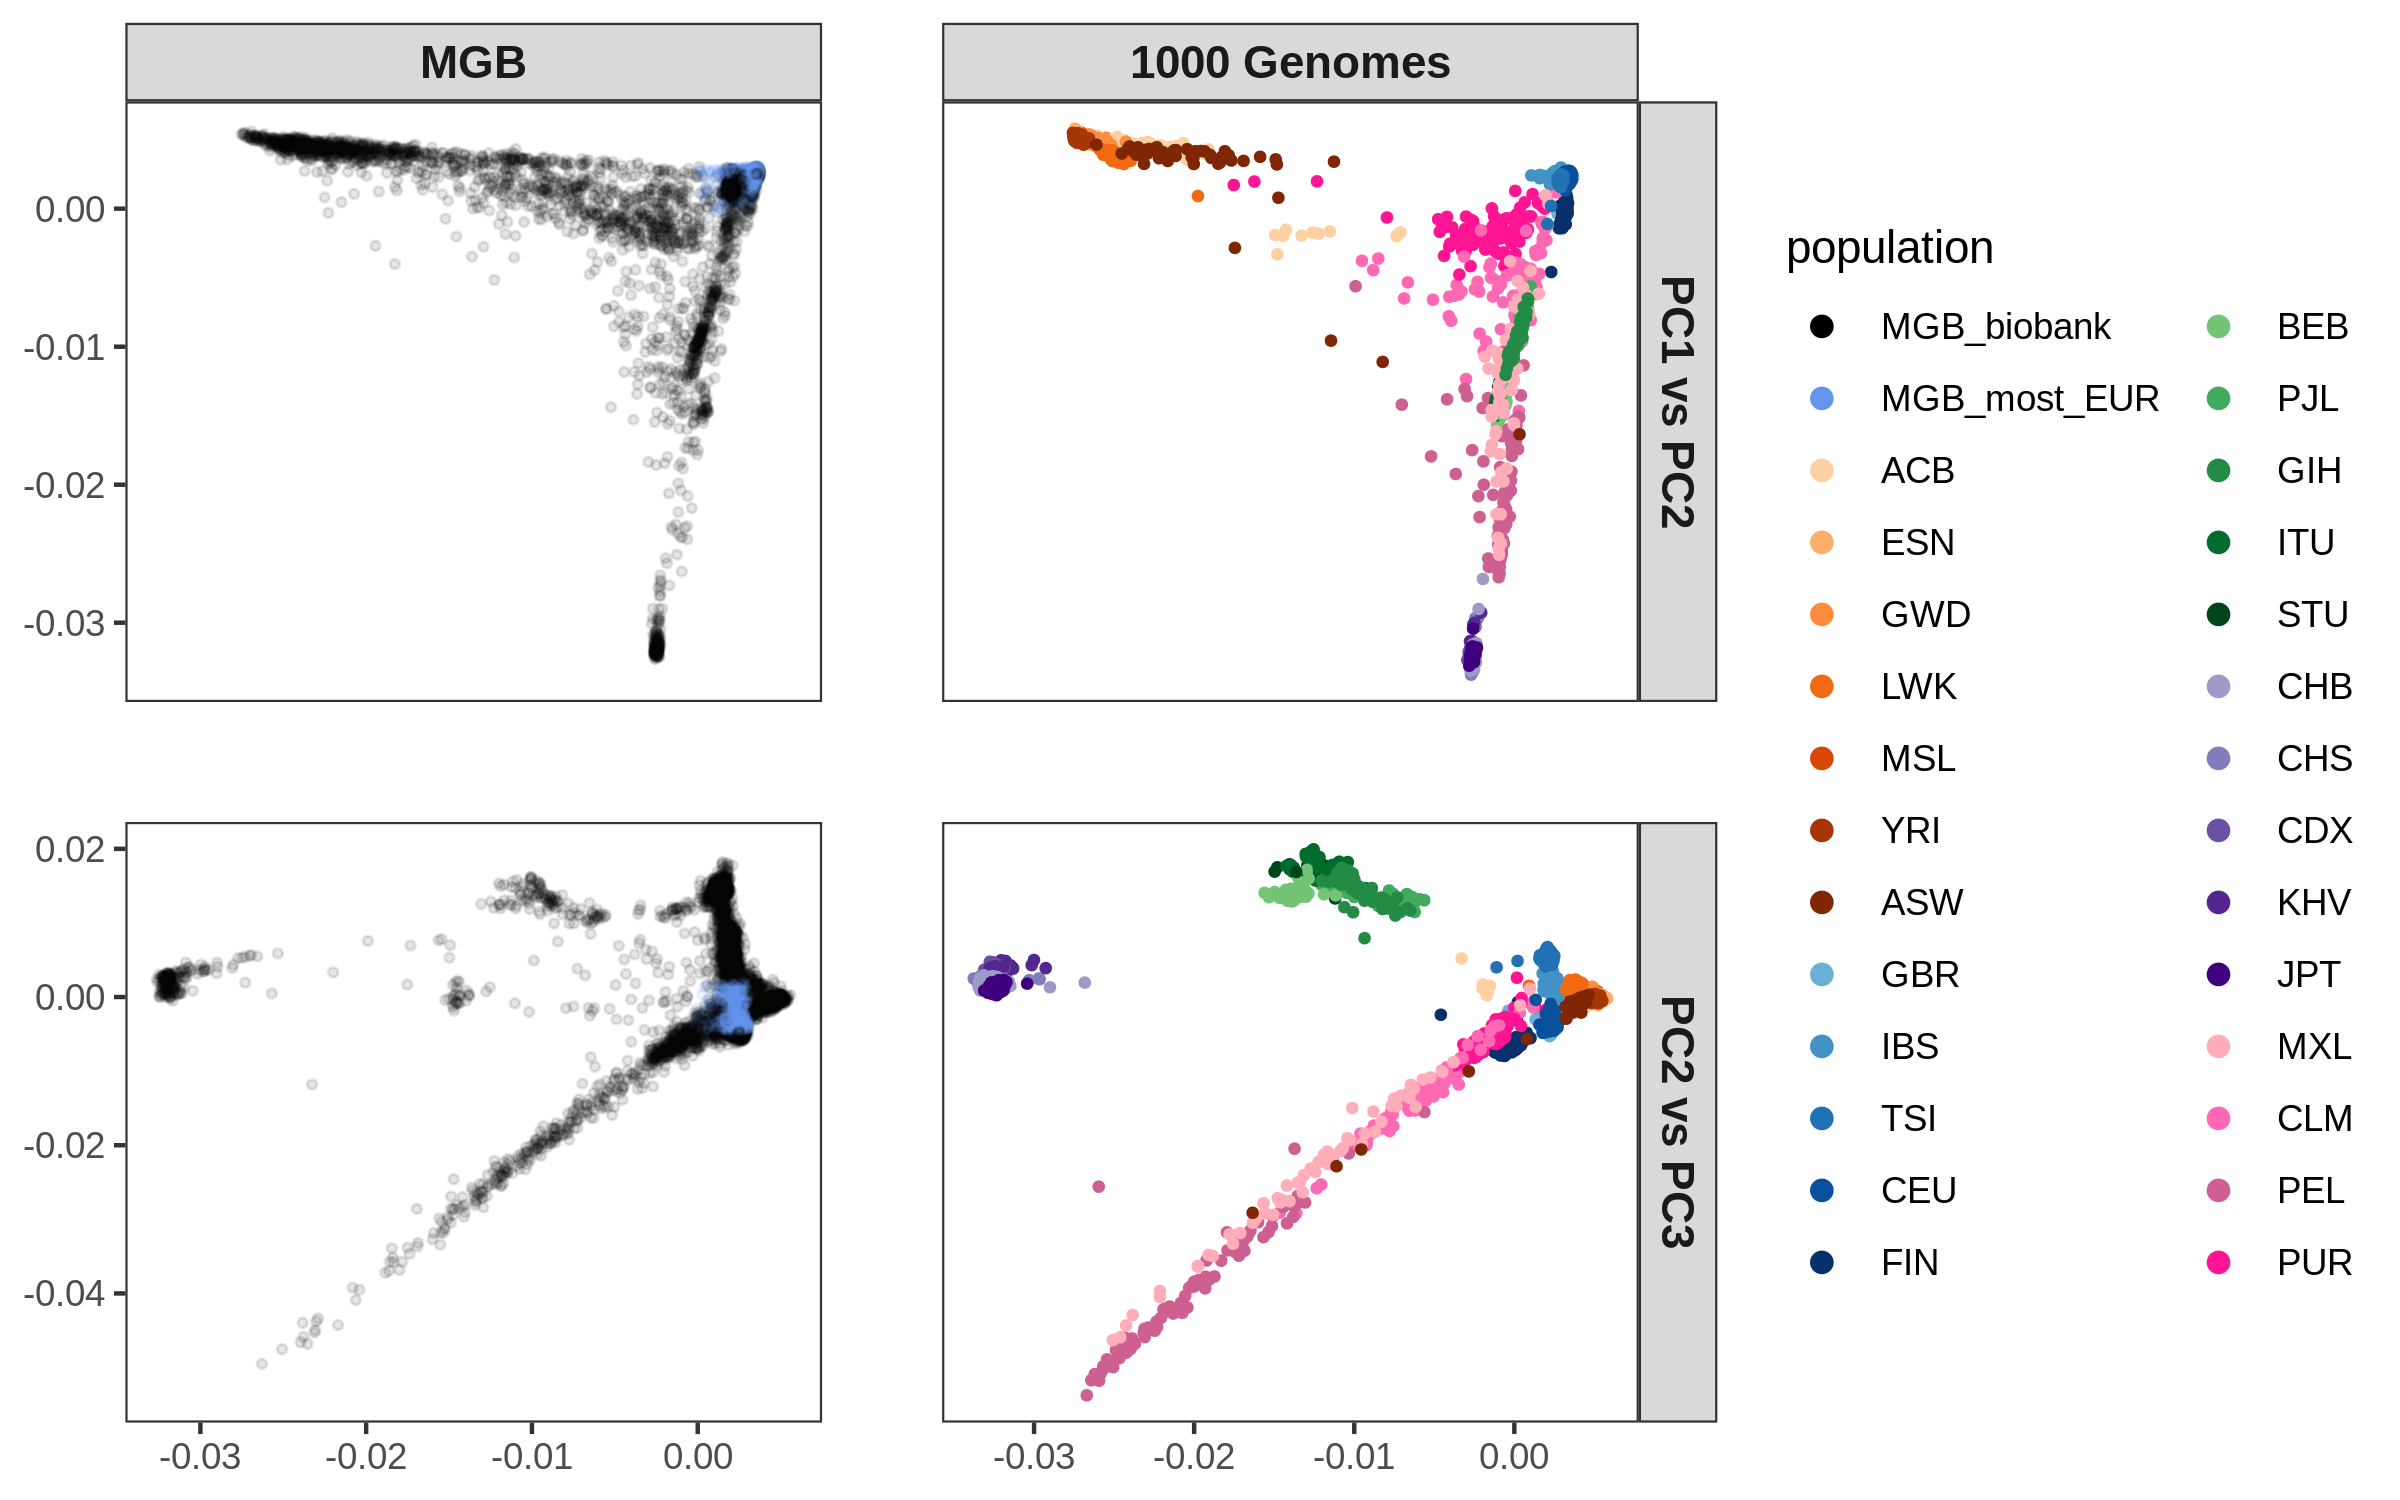 MGB
1000 Genomes
0.00
-0.01
-0.02
-0.03
PC1 vs PC2
0.02
0.00
-0.02
-0.04
PC2 vs PC3
-0.03 -0.02 -0.01 0.00
-0.03 -0.02 -0.01 0.00
population
MGB_biobank
MGB_most_EUR
ACB
ESN
GWD
LWK
MSL
YRI
ASW
GBR
IBS
TSI
CEU
FIN
BEB
PJL
GIH
ITU
STU
CHB
CHS
CDX
KHV
JPT
MXL
CLM
PEL
PUR